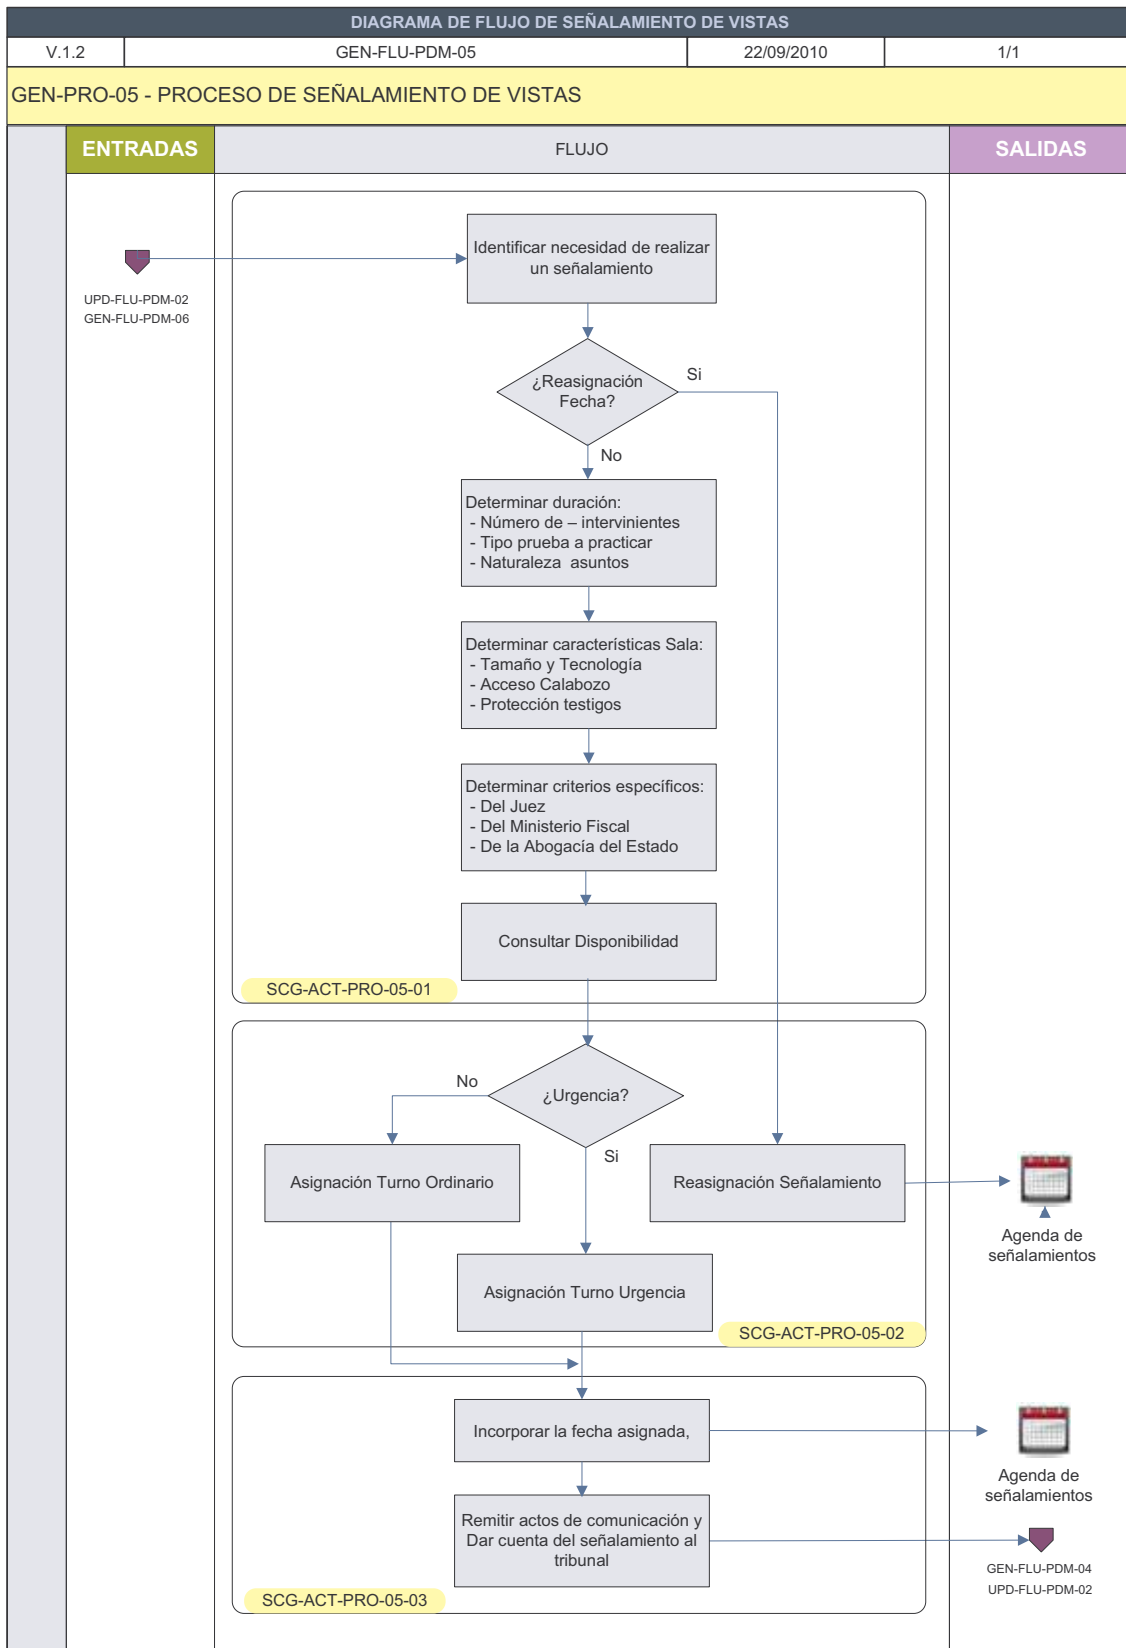 DIAGRAMA DE FLUJO DE SEÑALAMIENTO DE VISTAS
V.1.2 GEN-FLU-PDM-05 22/09/2010 1/1
GEN-PRO-05 - PROCESO DE SEÑALAMIENTO DE VISTAS
ENTRADAS FLUJO SALIDAS
Identificar necesidad de realizar
un señalamiento
UPD-FLU-PDM-02
GEN-FLU-PDM-06
¿Reasignación
Fecha?
Si
No
Determinar duración:
- Número de – intervinientes
- Tipo prueba a practicar
- Naturaleza asuntos
Determinar características Sala:
- Tamaño y Tecnología
- Acceso Calabozo
- Protección testigos
Determinar criterios específicos:
- Del Juez
- Del Ministerio Fiscal
- De la Abogacía del Estado
Consultar Disponibilidad
SCG-ACT-PRO-05-01
¿Urgencia?
No
Si
Asignación Turno Ordinario
Reasignación Señalamiento
Agenda de
señalamientos
Asignación Turno Urgencia
SCG-ACT-PRO-05-02
Incorporar la fecha asignada,
Agenda de
señalamientos
Remitir actos de comunicación y
Dar cuenta del señalamiento al
tribunal
GEN-FLU-PDM-04
UPD-FLU-PDM-02
SCG-ACT-PRO-05-03